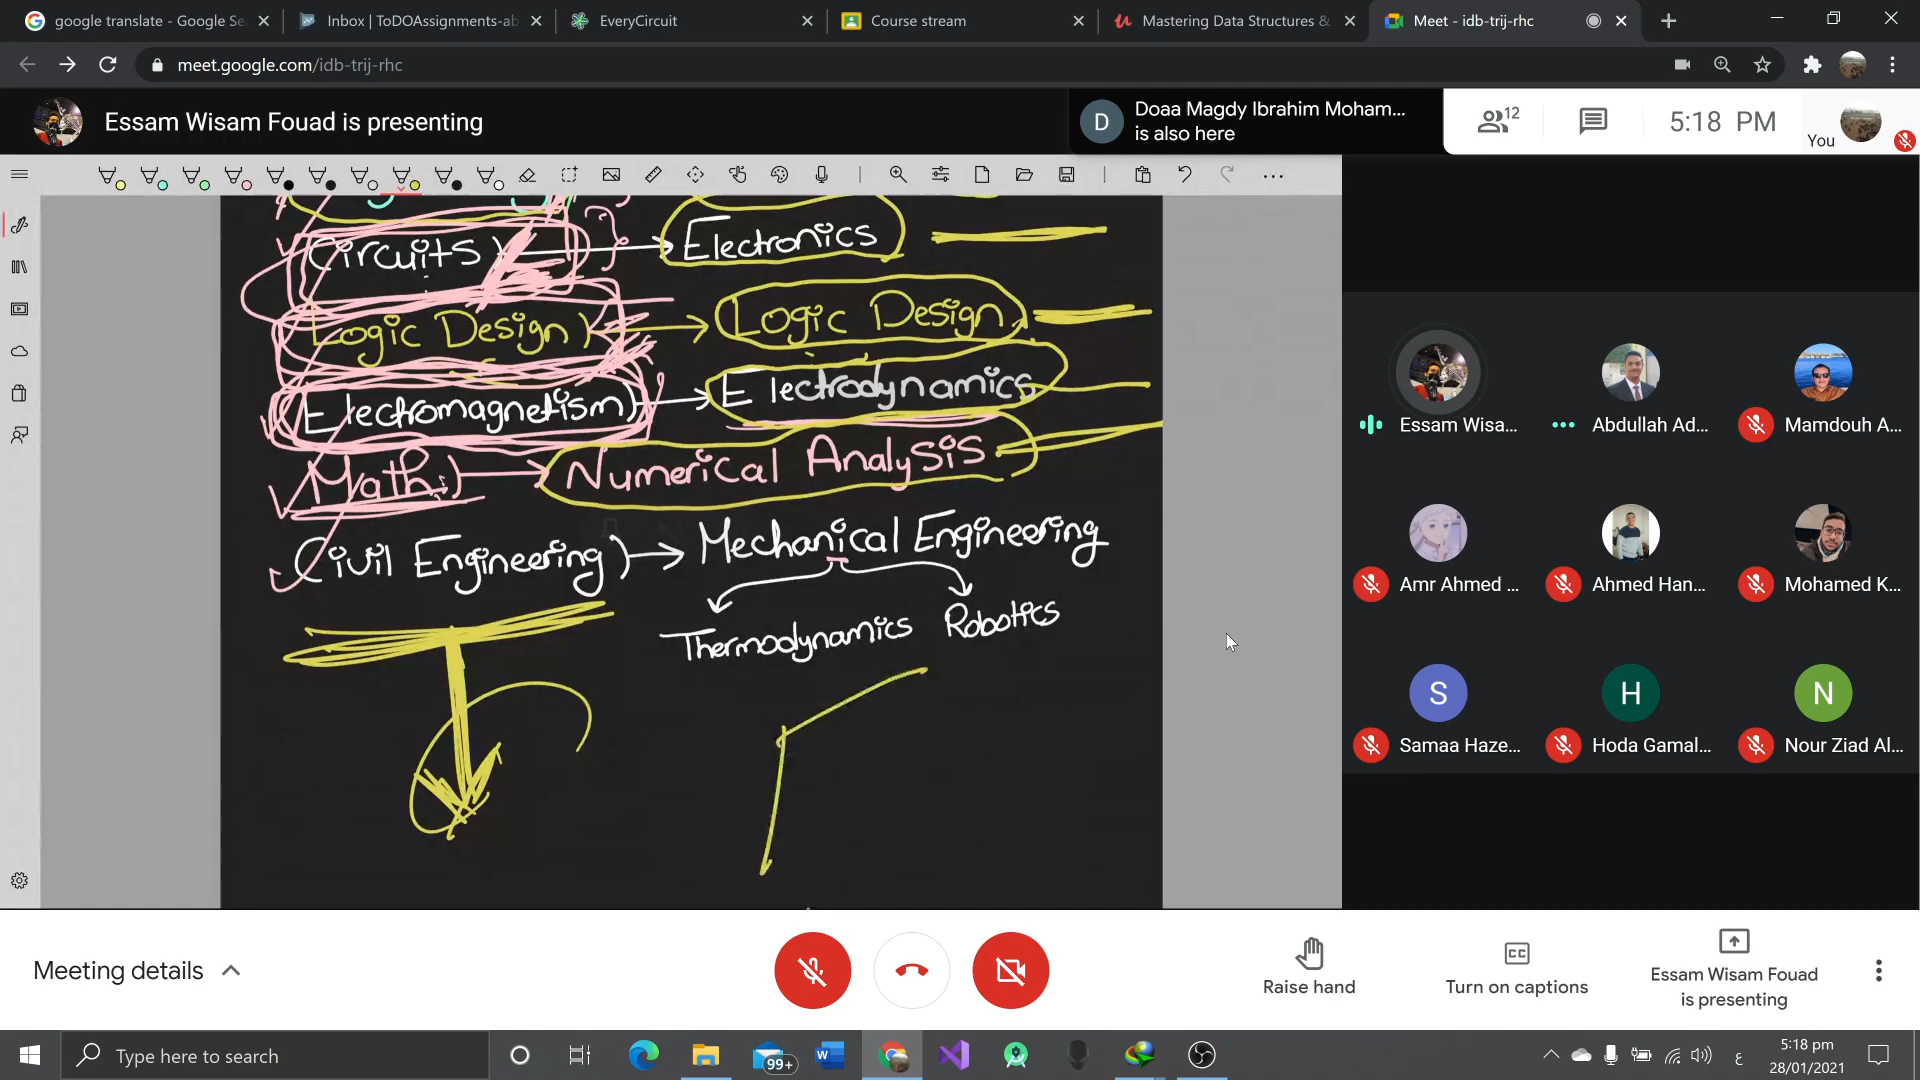 google translate - Google Se
Inbox | ToDOAssignments-ab
EveryCircuit
Course stream
Mastering Data Structures &
Meet - idb-trij-rhc
meet.google.com/idb-trij-rhc
Essam Wisam Fouad is presenting
D
Doaa Magdy Ibrahim Moham...
is also here
12
5:18 PM
You
Circuits) Electronics
Logic Design) Logic Design
Electromagnetism) Electrodynamics
Math) Numerical Analysis
Civil Engineering) Mechanical Engineering
Thermodynamics Robotics
Essam Wisa...
Abdullah Ad...
Mamdouh A...
Amr Ahmed ...
Ahmed Han...
Mohamed K...
S
H
N
Samaa Haze...
Hoda Gamal...
Nour Ziad Al...
Meeting details
Raise hand
CC
Turn on captions
Essam Wisam Fouad
is presenting
Type here to search
99+
W
ع
5:18 pm
28/01/2021